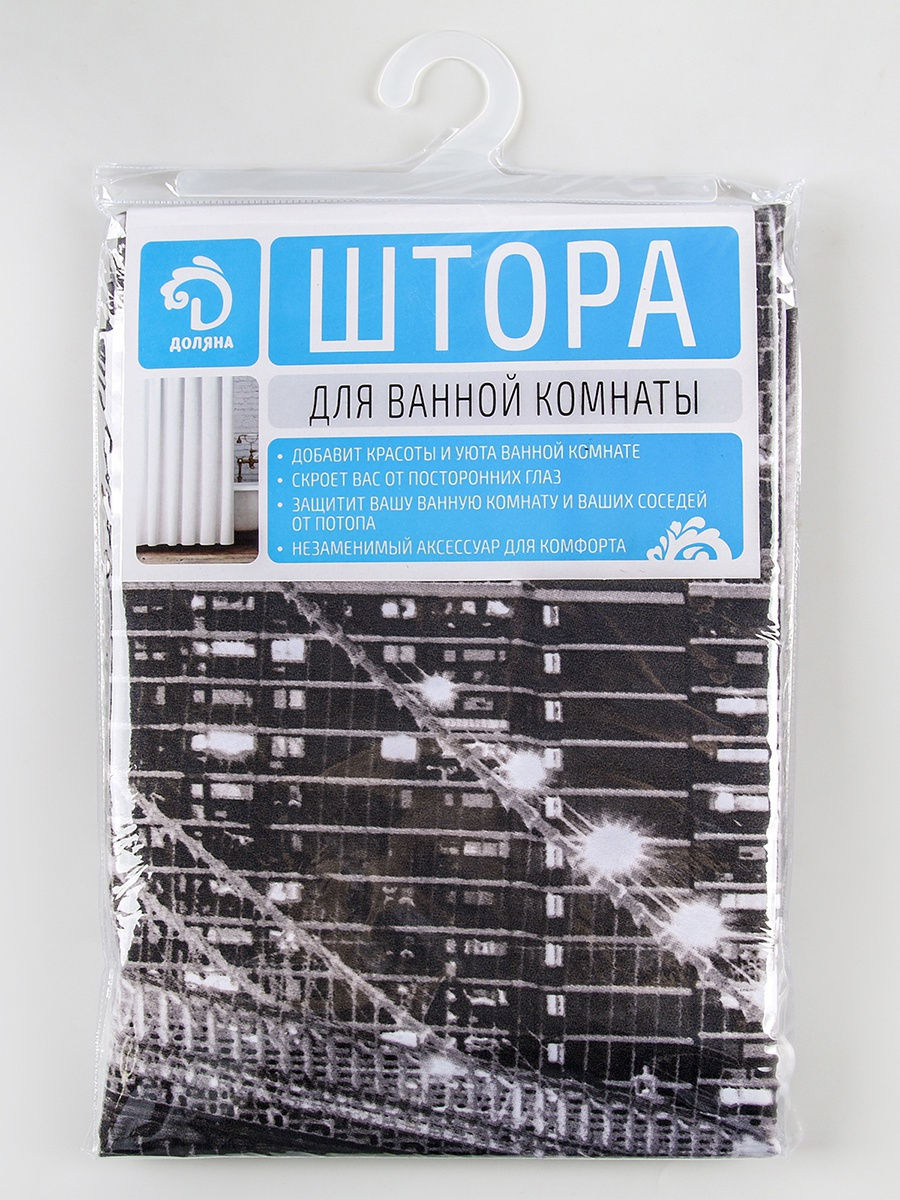 ДОЛЯНА
ШТОРА
ДЛЯ ВАННОЙ КОМНАТЫ
• ДОБАВИТ КРАСОТЫ И УЮТА ВАННОЙ КОМНАТЕ
• СКРОЕТ ВАС ОТ ПОСТОРОННИХ ГЛАЗ
• ЗАЩИТИТ ВАШУ ВАННУЮ КОМНАТУ И ВАШИХ СОСЕДЕЙ
ОТ ПОТОПА
• НЕЗАМЕНИМЫЙ АКСЕССУАР ДЛЯ КОМФОРТА